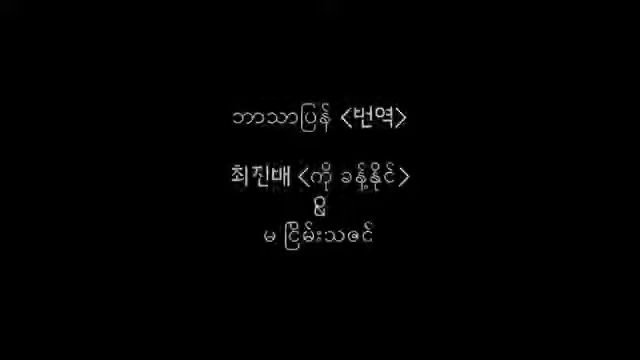 ဘာသာပြန် <번역>
최진배 <ကို ခန့်နိုင်>
&
မ ငြိမ်းသဇင်